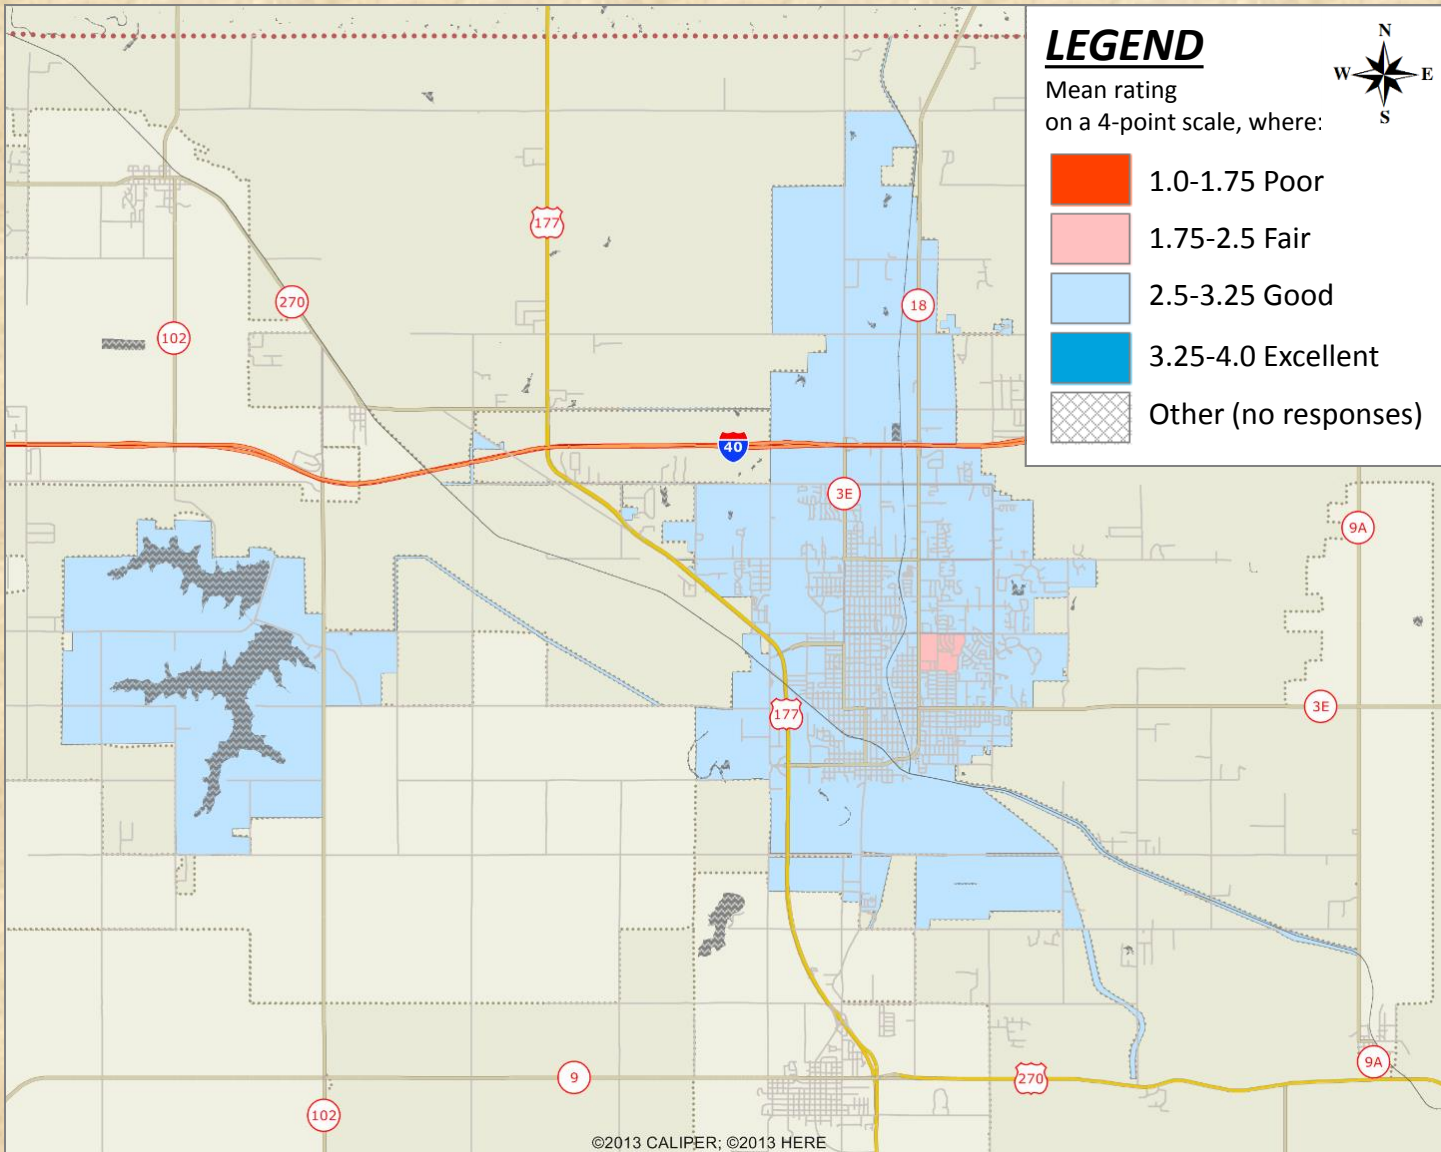 LEGEND
Mean rating
on a 4-point scale, where:
1.0-1.75 Poor
1.75-2.5 Fair
2.5-3.25 Good
3.25-4.0 Excellent
Other (no responses)
N
W E
S
177
270
18
102
40
3E
9A
3E
177
9
270
9A
102
©2013 CALIPER; ©2013 HERE